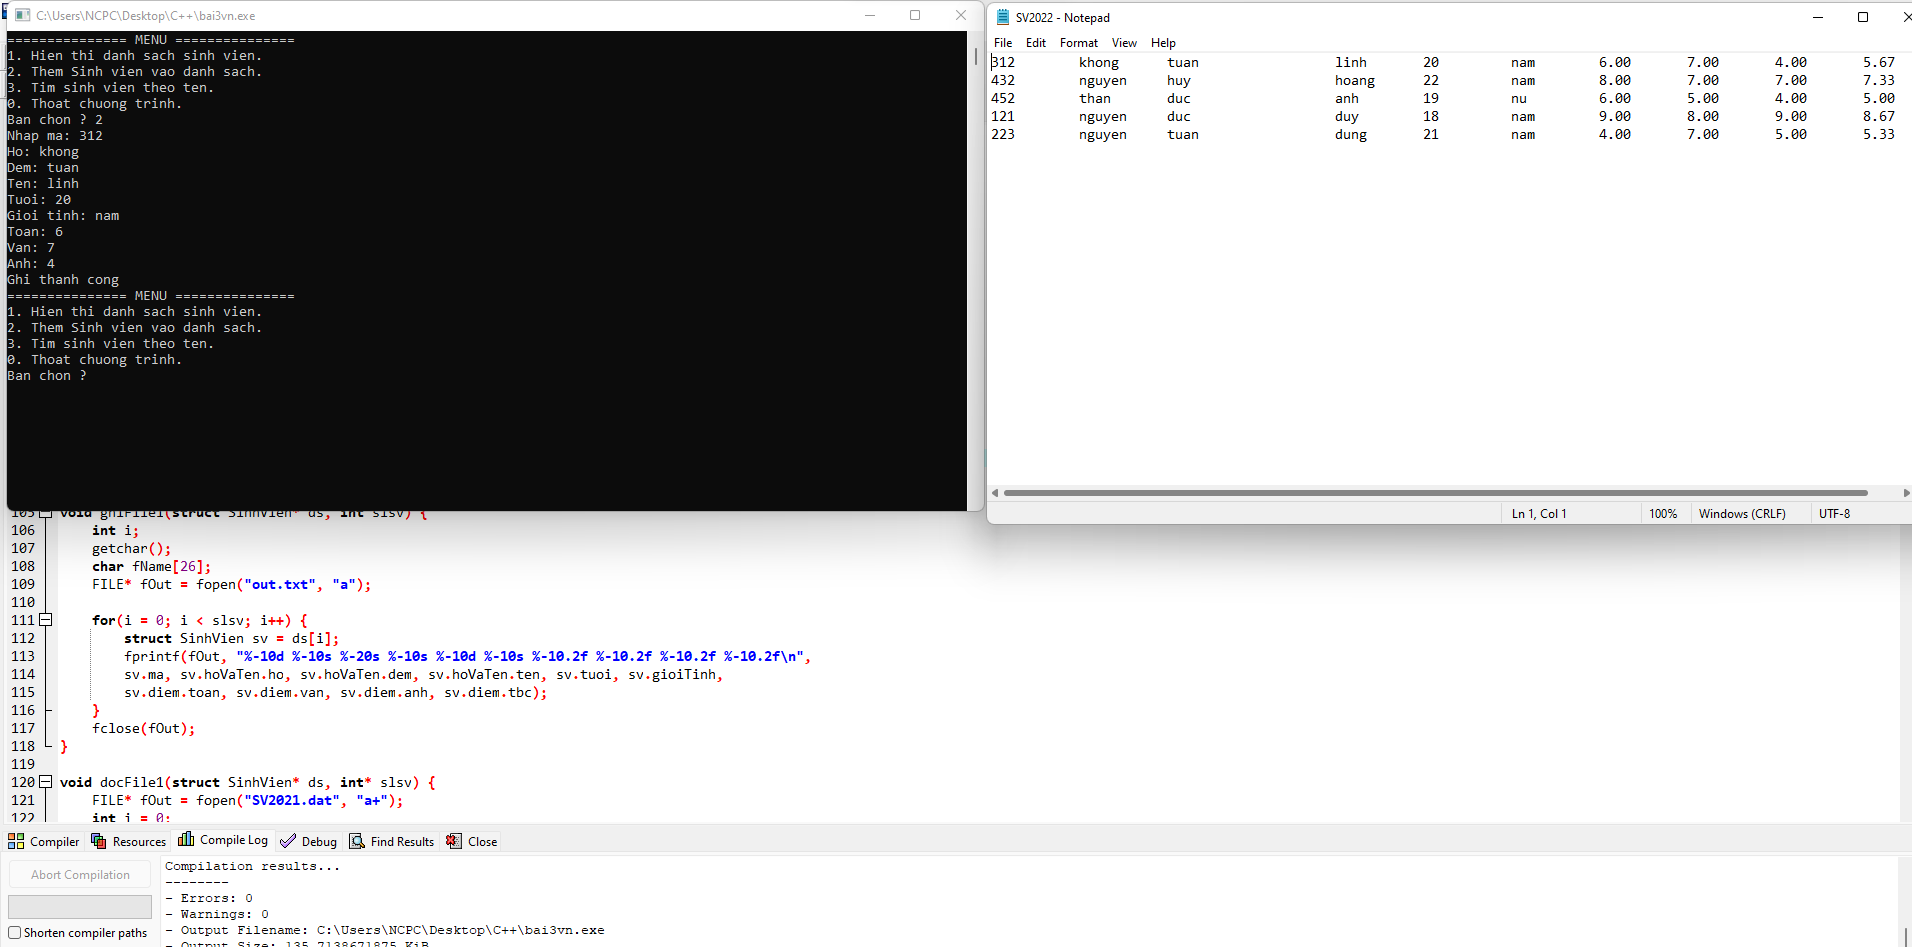 C:\Users\NCPC\Desktop\C++\bai3vn.exe
=============== MENU ===============
1. Hien thi danh sach sinh vien.
2. Them Sinh vien vao danh sach.
3. Tim sinh vien theo ten.
0. Thoat chuong trinh.
Ban chon ? 2
Nhap ma: 312
Ho: khong
Dem: tuan
Ten: linh
Tuoi: 20
Gioi tinh: nam
Toan: 6
Van: 7
Anh: 4
Ghi thanh cong
=============== MENU ===============
1. Hien thi danh sach sinh vien.
2. Them Sinh vien vao danh sach.
3. Tim sinh vien theo ten.
0. Thoat chuong trinh.
Ban chon ?
SV2022 - Notepad
File Edit Format View Help
312 khong tuan linh 20 nam 6.00 7.00 4.00 5.67
432 nguyen huy hoang 22 nam 8.00 7.00 7.00 7.33
452 than duc anh 19 nu 6.00 5.00 4.00 5.00
121 nguyen duc duy 18 nam 9.00 8.00 9.00 8.67
223 nguyen tuan dung 21 nam 4.00 7.00 5.00 5.33
Ln 1, Col 1 100% Windows (CRLF) UTF-8
105 void ghiFile1(struct SinhVien* ds, int slsv) {
106 int i;
107 getchar();
108 char fName[26];
109 FILE* fOut = fopen("out.txt", "a");
110
111 for(i = 0; i < slsv; i++) {
112 struct SinhVien sv = ds[i];
113 fprintf(fOut, "%-10d %-10s %-20s %-10s %-10d %-10s %-10.2f %-10.2f %-10.2f %-10.2f\n",
114 sv.ma, sv.hoVaTen.ho, sv.hoVaTen.dem, sv.hoVaTen.ten, sv.tuoi, sv.gioiTinh,
115 sv.diem.toan, sv.diem.van, sv.diem.anh, sv.diem.tbc);
116 }
117 fclose(fOut);
118 }
119
120 void docFile1(struct SinhVien* ds, int* slsv) {
121 FILE* fOut = fopen("SV2021.dat", "a+");
122 int i = 0;
Compiler Resources Compile Log Debug Find Results Close
Abort Compilation
Shorten compiler paths
Compilation results...
--------
- Errors: 0
- Warnings: 0
- Output Filename: C:\Users\NCPC\Desktop\C++\bai3vn.exe
- Output Size: 135.7138671875 KiB